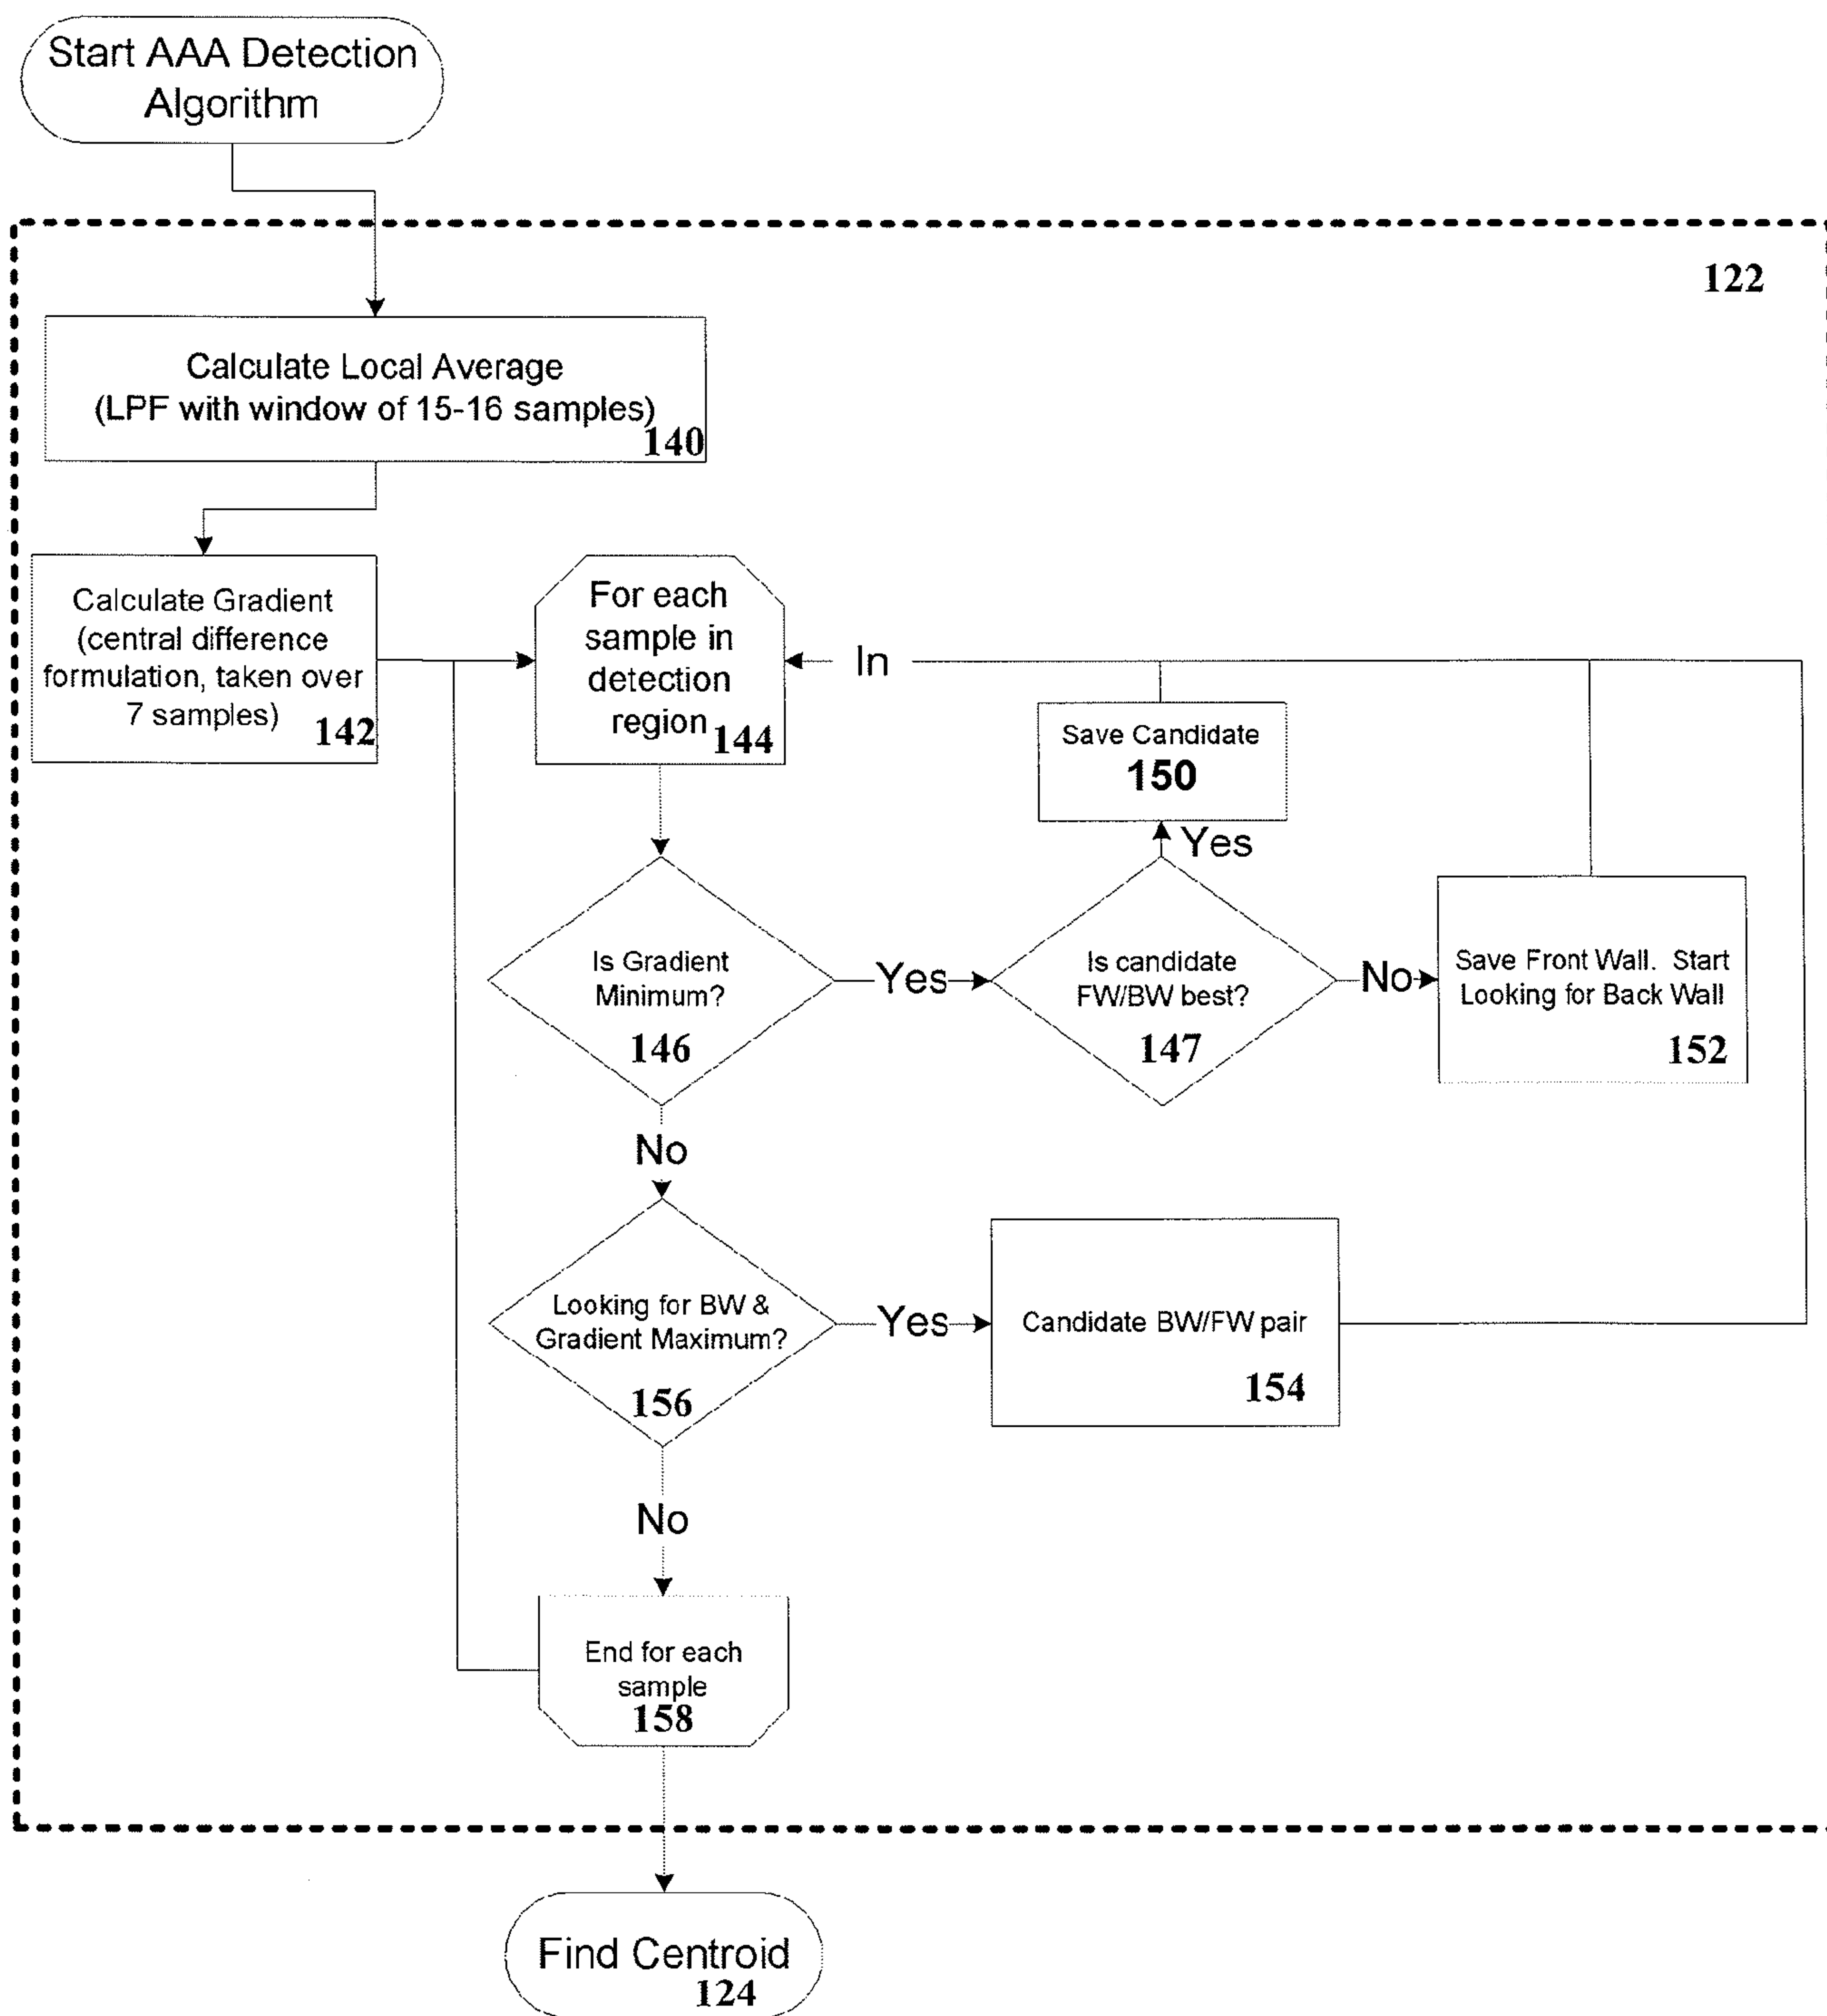 Start AAA Detection
Algorithm
122
Calculate Local Average
(LPF with window of 15-16 samples)
140
Calculate Gradient
(central difference
formulation, taken over
7 samples)
142
For each
sample in
detection
region
144
In
Save Candidate
150
Yes
Is Gradient
Minimum?
146
Yes
Is candidate
FW/BW best?
147
No
Save Front Wall. Start
Looking for Back Wall
152
No
Looking for BW &
Gradient Maximum?
156
Yes
Candidate BW/FW pair
154
No
End for each
sample
158
Find Centroid
124